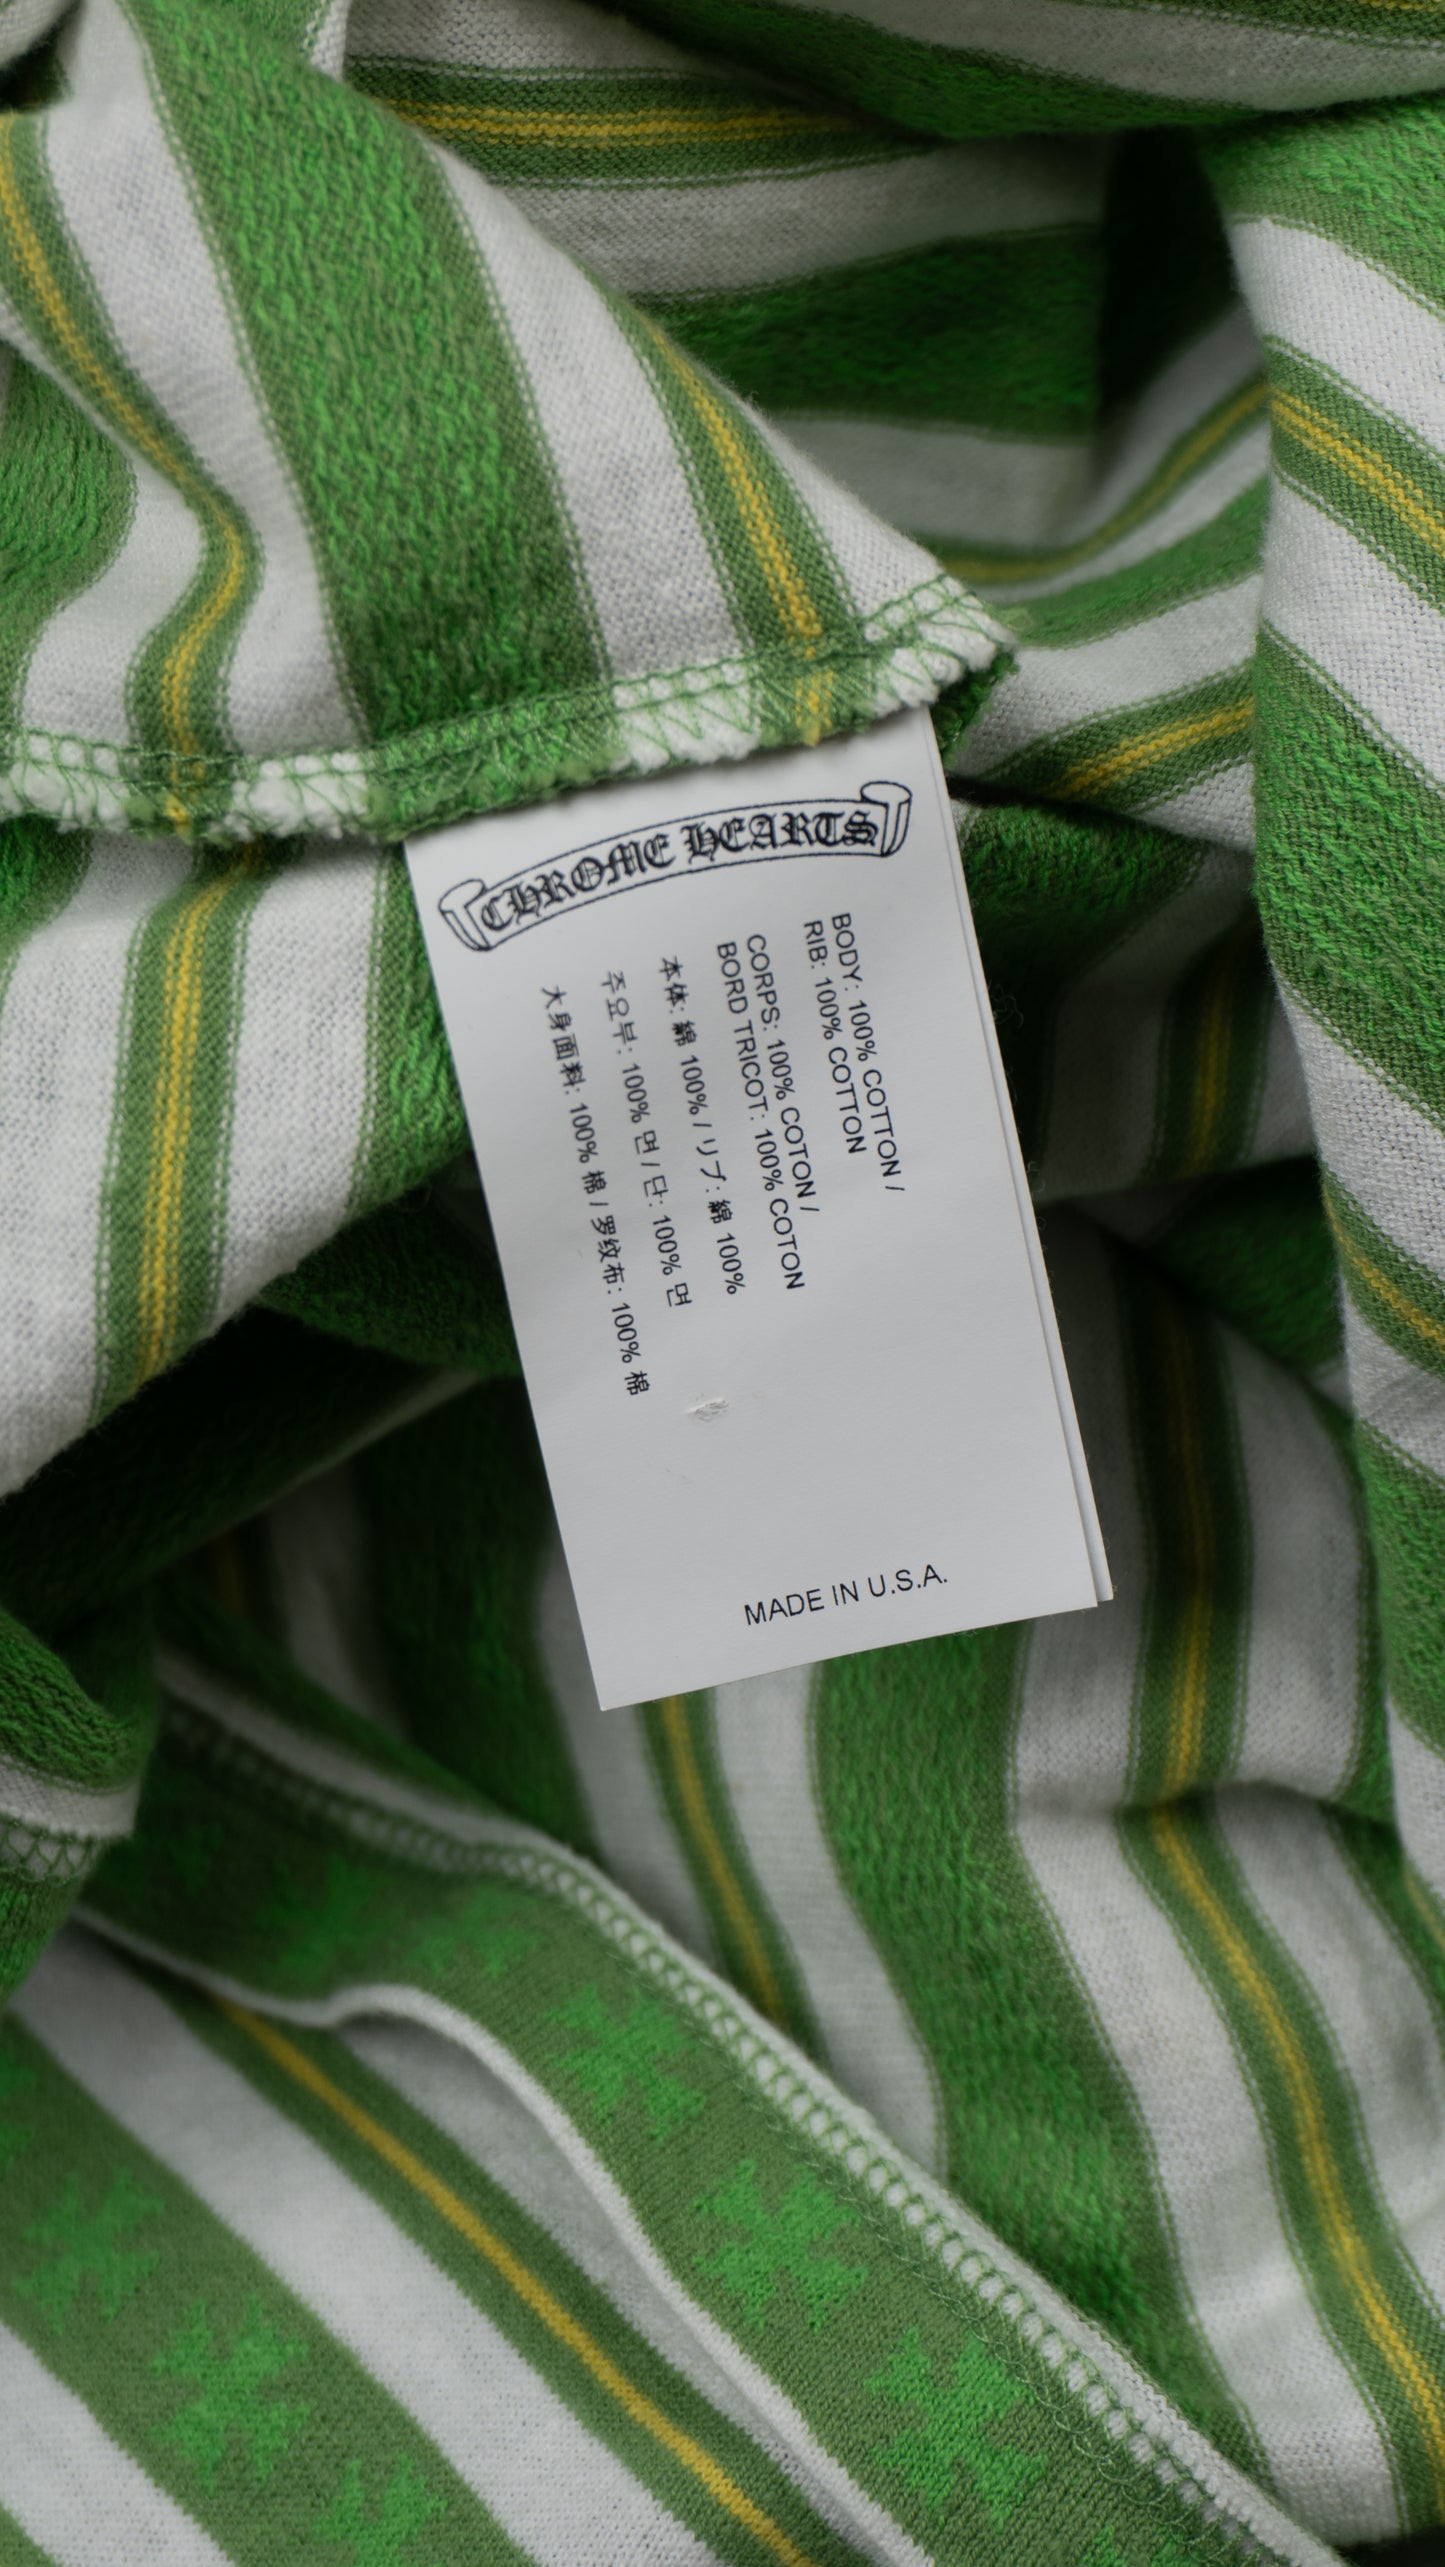 CHROME HEARTS
BODY: 100% COTTON /
RIB: 100% COTTON
CORPS: 100% COTON /
BORD TRICOT: 100% COTON
本体: 綿 100% / リブ: 綿 100%
주요부: 100% 면 / 단: 100% 면
大身面料: 100% 棉 / 罗纹布: 100% 棉
MADE IN U.S.A.